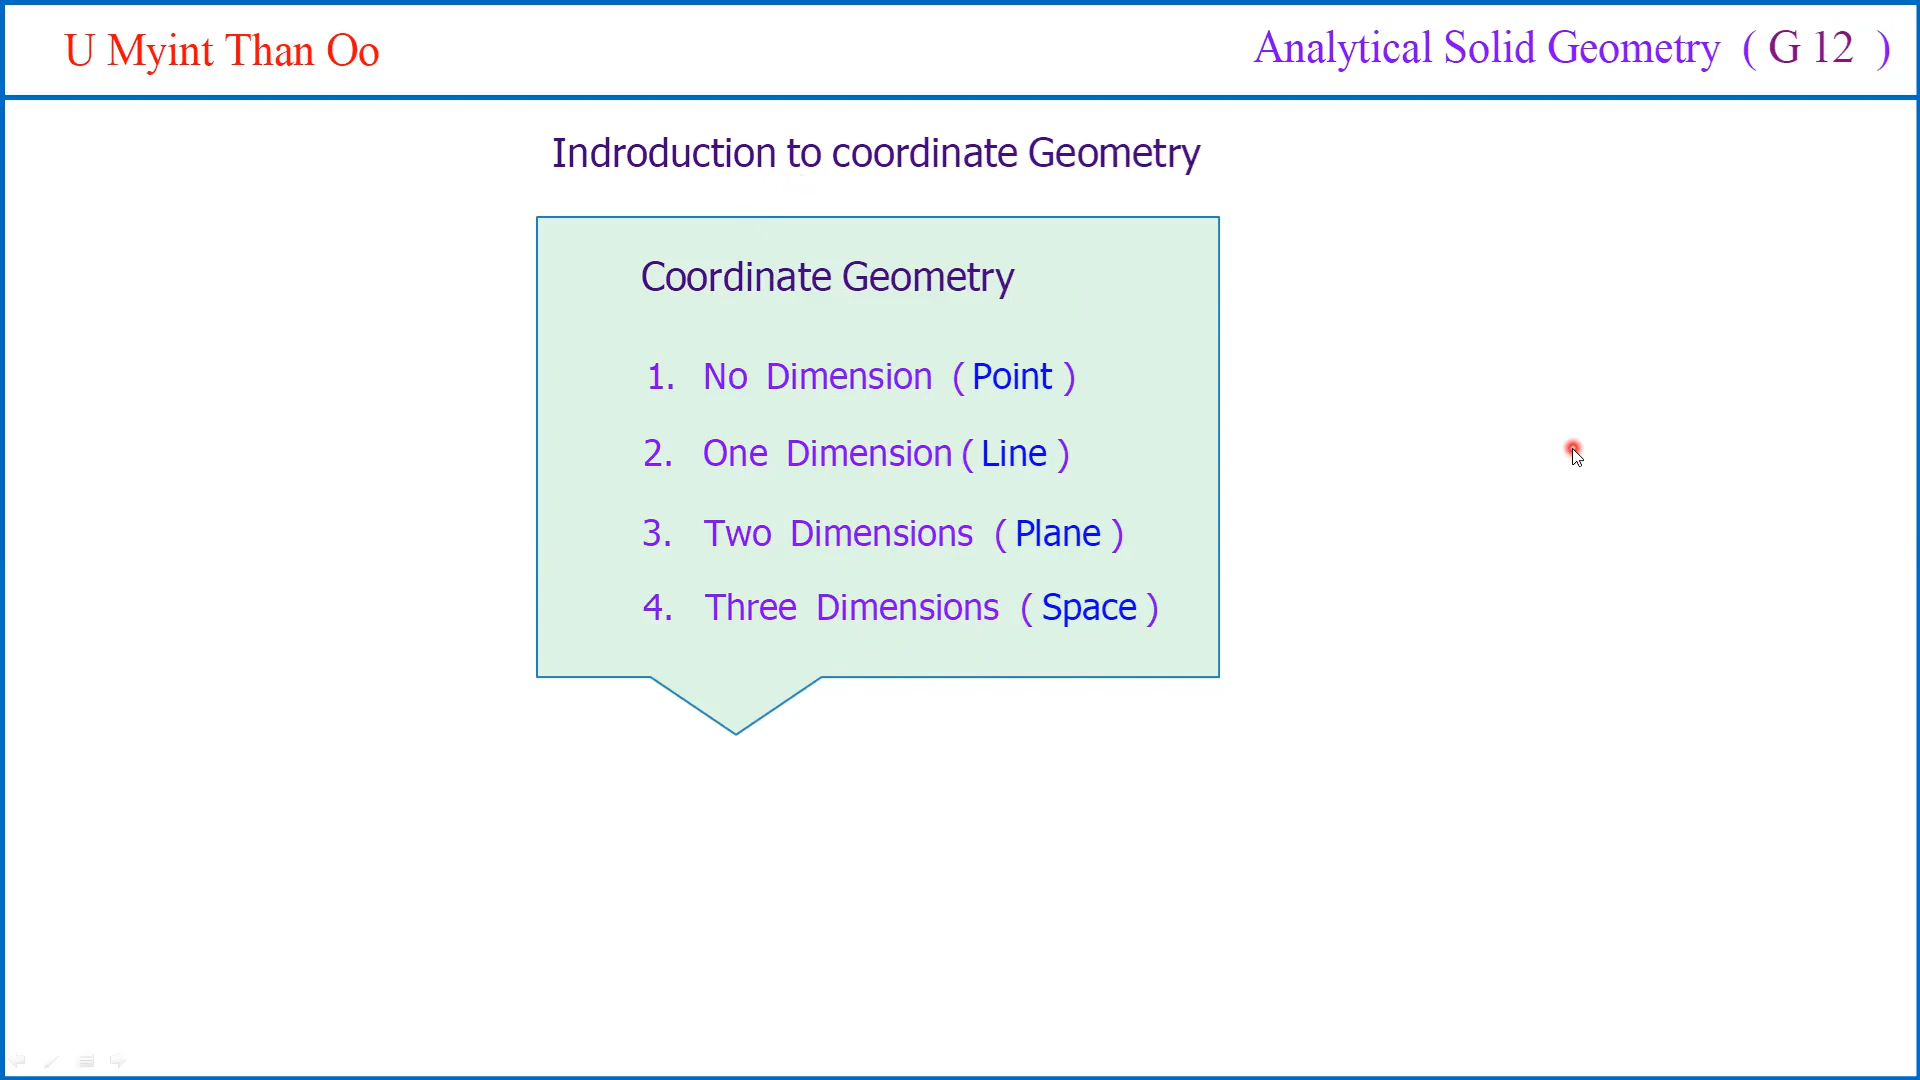 U Myint Than Oo
Analytical Solid Geometry ( G 12 )
Indroduction to coordinate Geometry
Coordinate Geometry
1. No Dimension ( Point )
2. One Dimension ( Line )
3. Two Dimensions ( Plane )
4. Three Dimensions ( Space )